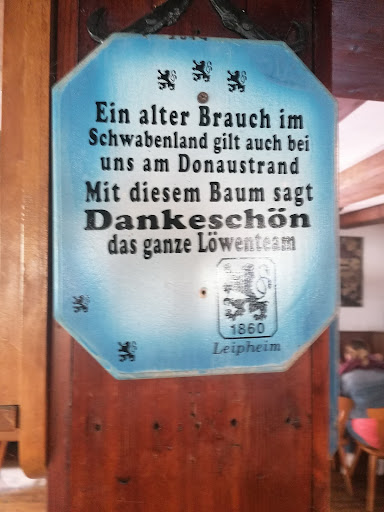 Ein alter Brauch im
Schwabenland gilt auch bei
uns am Donaustrand
Mit diesem Baum sagt
Dankeschön
das ganze Löwenteam
1860
Leipheim